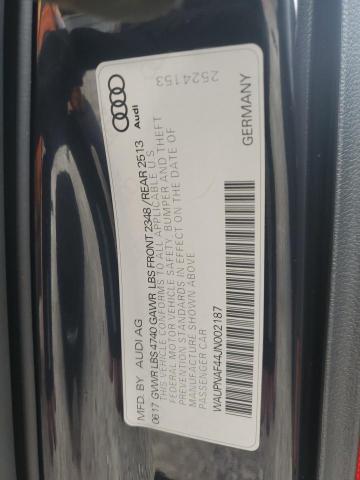 MFD. BY AUDI AG
0617 GVWR LBS 4740 GAWR LBS FRONT 2348 / REAR 2513
THIS VEHICLE CONFORMS TO ALL APPLICABLE U.S.
FEDERAL MOTOR VEHICLE SAFETY, BUMPER AND THEFT
PREVENTION STANDARDS IN EFFECT ON THE DATE OF
MANUFACTURE SHOWN ABOVE
PASSENGER CAR
WAUPNAF44JN002187
GERMANY
Audi
2524153